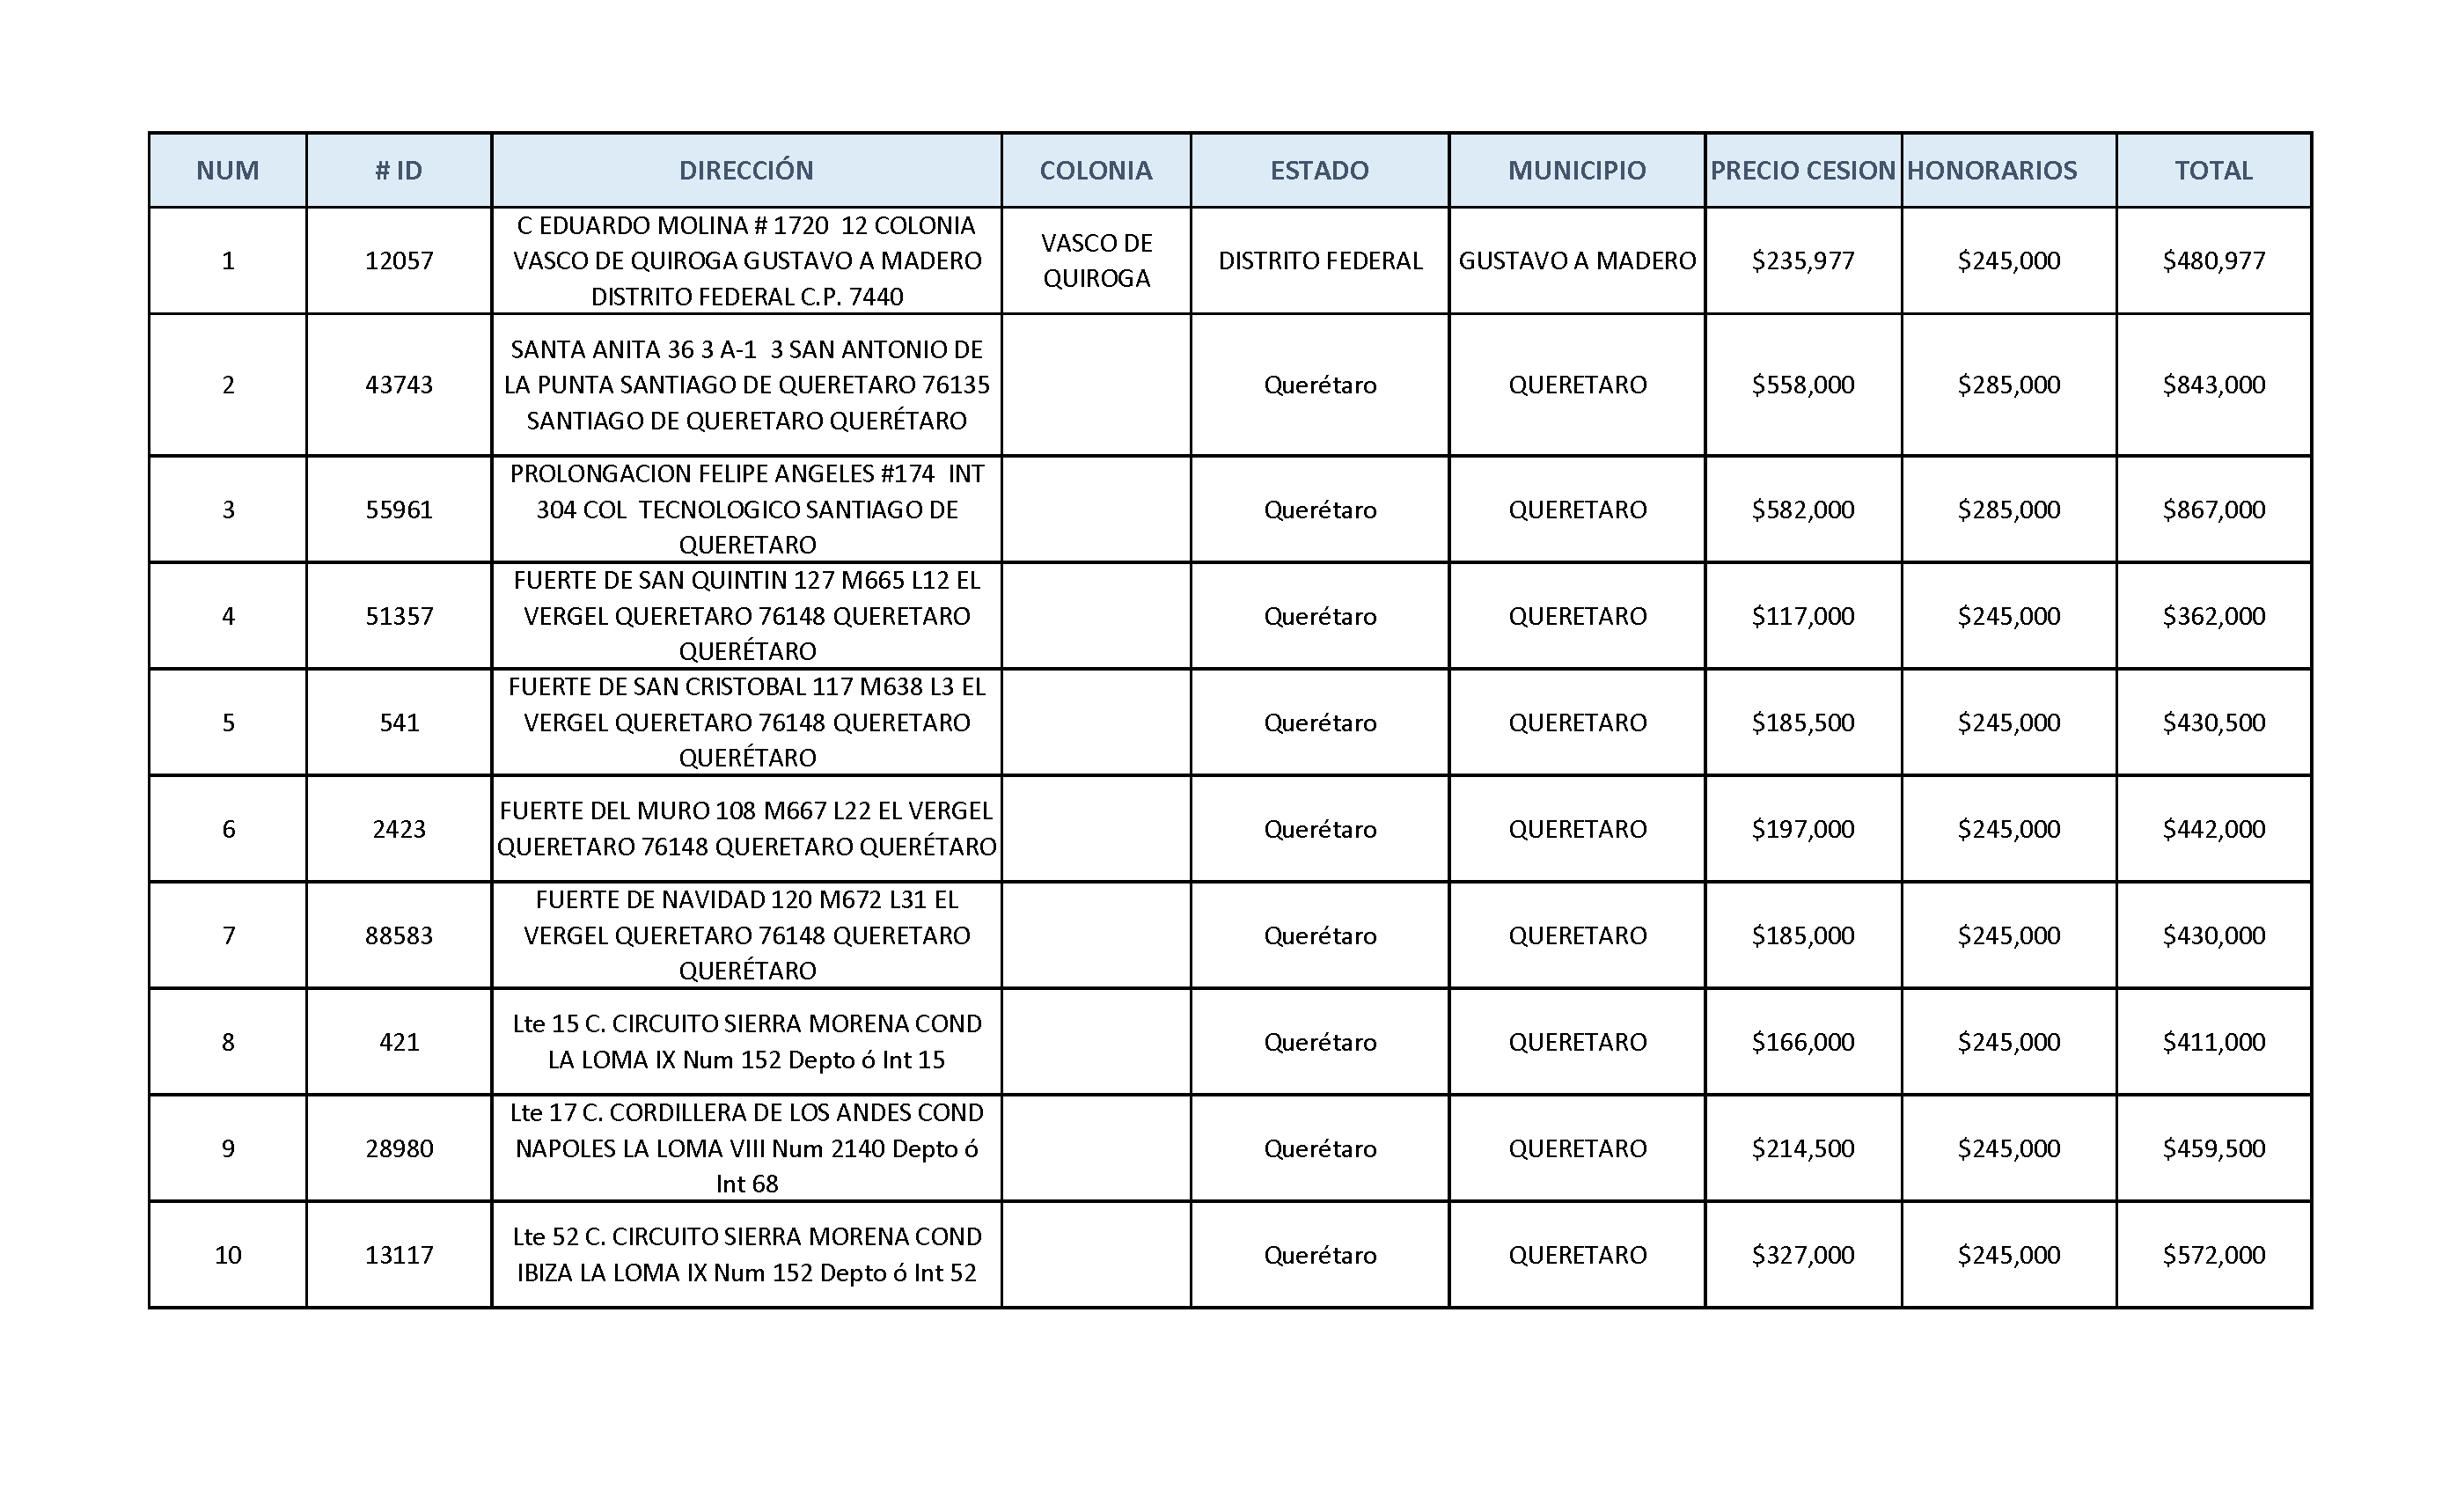 NUM # ID DIRECCIÓN COLONIA ESTADO MUNICIPIO PRECIO CESION HONORARIOS TOTAL
1 12057 C EDUARDO MOLINA # 1720 12 COLONIA
VASCO DE QUIROGA GUSTAVO A MADERO
DISTRITO FEDERAL C.P. 7440 VASCO DE
QUIROGA DISTRITO FEDERAL GUSTAVO A MADERO $235,977 $245,000 $480,977
2 43743 SANTA ANITA 36 3 A-1 3 SAN ANTONIO DE
LA PUNTA SANTIAGO DE QUERETARO 76135
SANTIAGO DE QUERETARO QUERÉTARO Querétaro QUERETARO $558,000 $285,000 $843,000
3 55961 PROLONGACION FELIPE ANGELES #174 INT
304 COL TECNOLOGICO SANTIAGO DE
QUERETARO Querétaro QUERETARO $582,000 $285,000 $867,000
4 51357 FUERTE DE SAN QUINTIN 127 M665 L12 EL
VERGEL QUERETARO 76148 QUERETARO
QUERÉTARO Querétaro QUERETARO $117,000 $245,000 $362,000
5 541 FUERTE DE SAN CRISTOBAL 117 M638 L3 EL
VERGEL QUERETARO 76148 QUERETARO
QUERÉTARO Querétaro QUERETARO $185,500 $245,000 $430,500
6 2423 FUERTE DEL MURO 108 M667 L22 EL VERGEL
QUERETARO 76148 QUERETARO QUERÉTARO Querétaro QUERETARO $197,000 $245,000 $442,000
7 88583 FUERTE DE NAVIDAD 120 M672 L31 EL
VERGEL QUERETARO 76148 QUERETARO
QUERÉTARO Querétaro QUERETARO $185,000 $245,000 $430,000
8 421 Lte 15 C. CIRCUITO SIERRA MORENA COND
LA LOMA IX Num 152 Depto ó Int 15 Querétaro QUERETARO $166,000 $245,000 $411,000
9 28980 Lte 17 C. CORDILLERA DE LOS ANDES COND
NAPOLES LA LOMA VIII Num 2140 Depto ó
Int 68 Querétaro QUERETARO $214,500 $245,000 $459,500
10 13117 Lte 52 C. CIRCUITO SIERRA MORENA COND
IBIZA LA LOMA IX Num 152 Depto ó Int 52 Querétaro QUERETARO $327,000 $245,000 $572,000